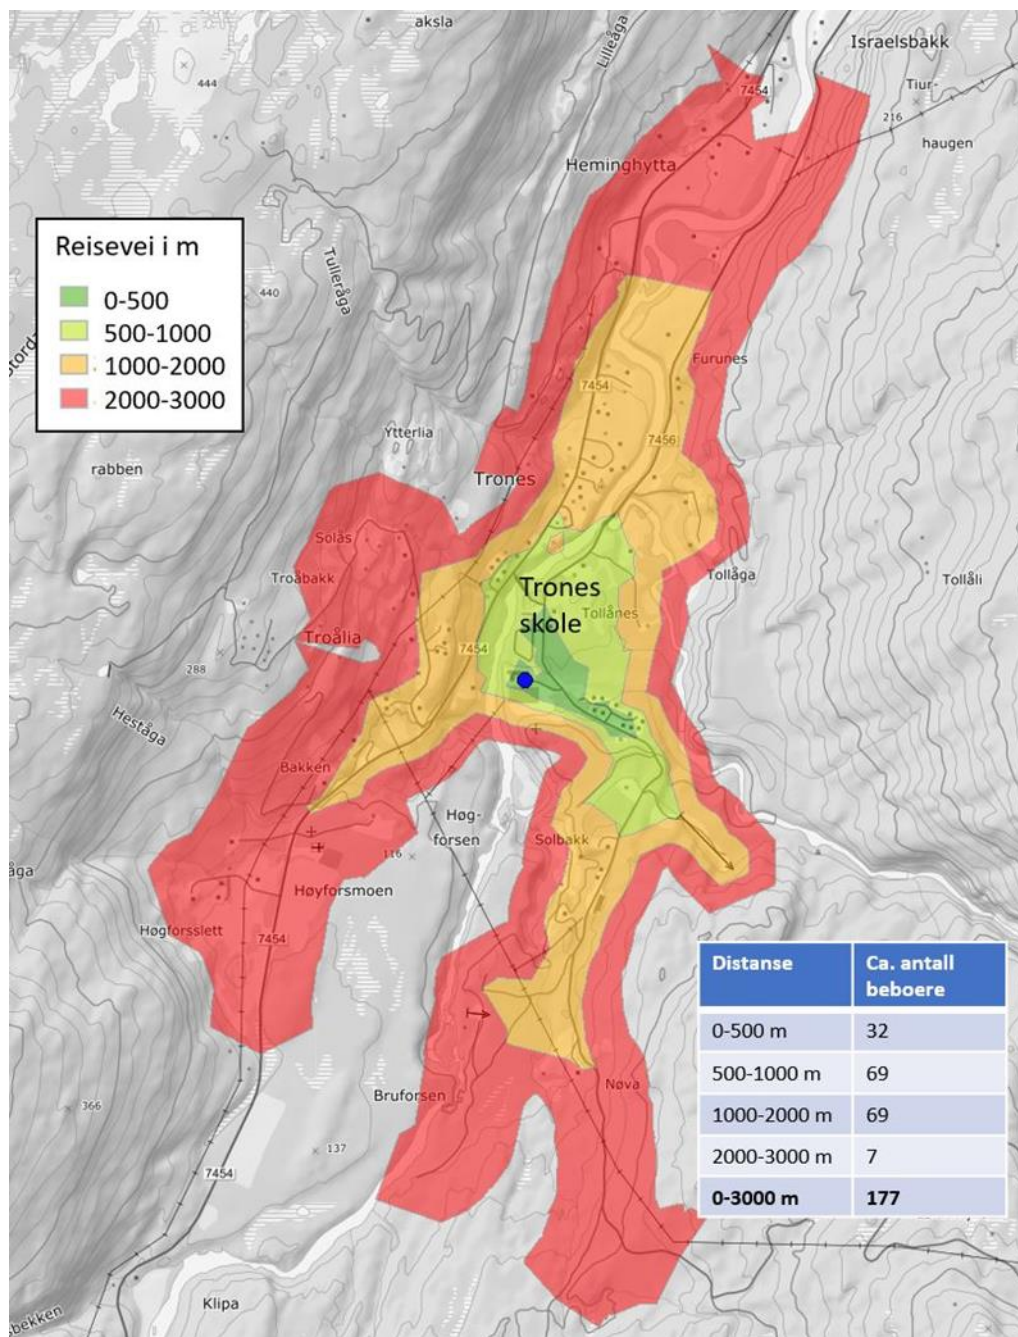 aksla
Lilleåga
Israelsbakk
7454
444
Tiur-
216
haugen
Heminghytta
Reisevei i m
0-500
500-1000
1000-2000
2000-3000
Tulleråga
440
Furunes
7454
7456
Ytterlia
rabben
Trones
Solås
Troabakk
Tollåga
Tollåli
Trones
skole
Tollånes
Troålia
7454
288
Heståga
Bakken
Høg-
forsen
Solbakk
116
åga
Høyforsmoen
Høgforsslett
7454
Distanse Ca. antall
beboere
0-500 m 32
500-1000 m 69
1000-2000 m 69
2000-3000 m 7
0-3000 m 177
Nøva
Bruforsen
366
137
7454
Klipa
bekken